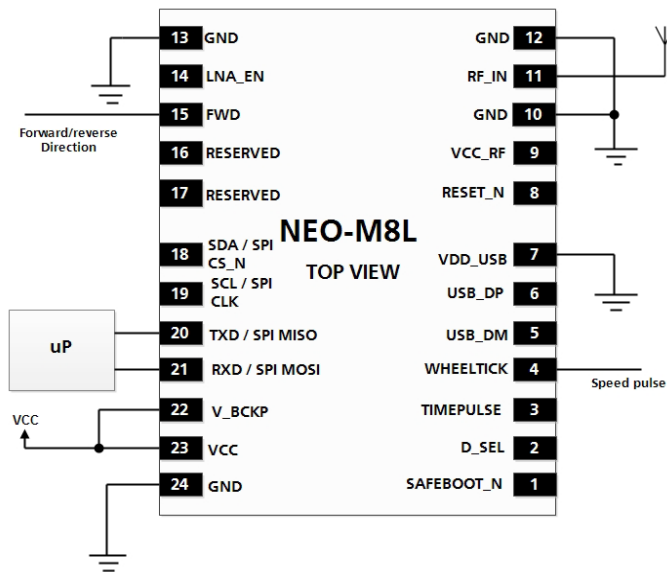 13 GND
GND 12
14 LNA_EN
RF_IN 11
15 FWD
GND 10
Forward/reverse
Direction
16 RESERVED
VCC_RF 9
17 RESERVED
RESET_N 8
NEO-M8L
TOP VIEW
18 SDA / SPI
CS_N
VDD_USB 7
19 SCL / SPI
CLK
USB_DP 6
uP
20 TXD / SPI MISO
USB_DM 5
21 RXD / SPI MOSI
WHEELTICK 4
Speed pulse
VCC
22 V_BCKP
TIMEPULSE 3
23 VCC
D_SEL 2
24 GND
SAFEBOOT_N 1